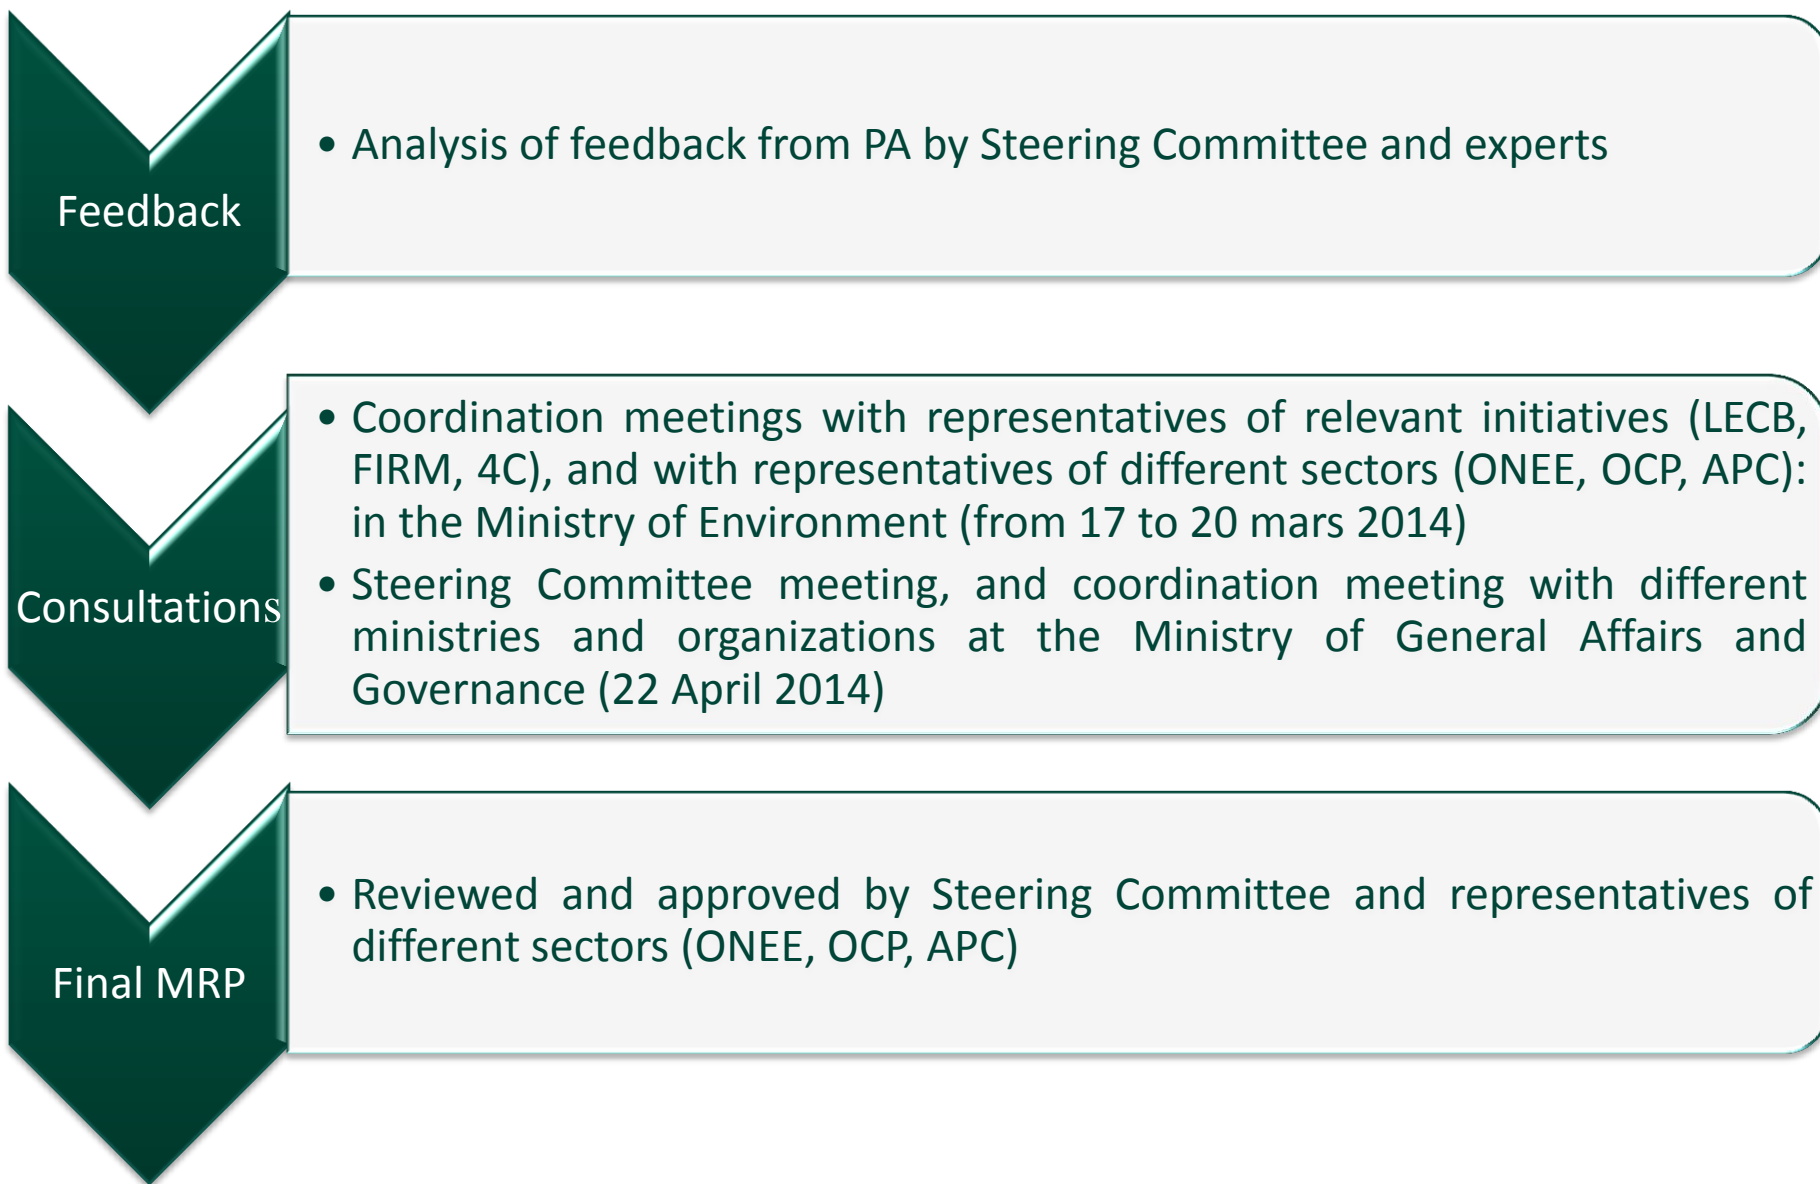 Feedback
• Analysis of feedback from PA by Steering Committee and experts
Consultations
• Coordination meetings with representatives of relevant initiatives (LECB,
FIRM, 4C), and with representatives of different sectors (ONEE, OCP, APC):
in the Ministry of Environment (from 17 to 20 mars 2014)
• Steering Committee meeting, and coordination meeting with different
ministries and organizations at the Ministry of General Affairs and
Governance (22 April 2014)
Final MRP
• Reviewed and approved by Steering Committee and representatives of
different sectors (ONEE, OCP, APC)